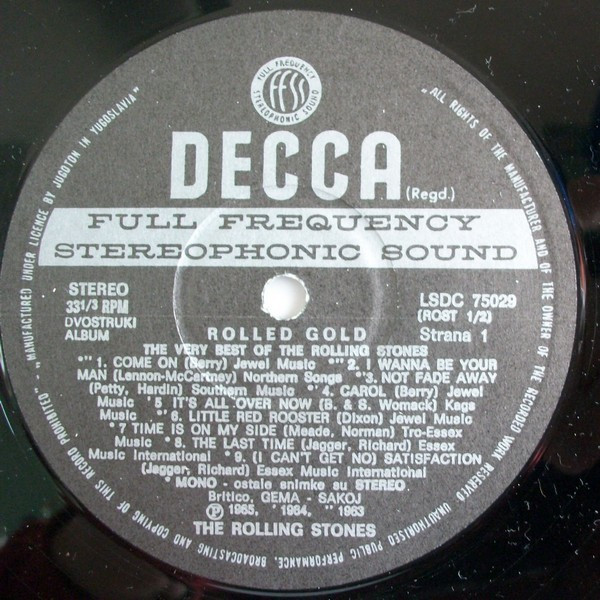 FULL FREQUENCY
FFSS
STEREOPHONIC SOUND
DECCA (Regd.)
FULL FREQUENCY
STEREOPHONIC SOUND
STEREO
33 1/3 RPM
DVOSTRUKI
ALBUM
LSDC 75029
(ROST 1/2)
Strana 1
ROLLED GOLD
THE VERY BEST OF THE ROLLING STONES
*'' 1. COME ON (Berry) Jewel Music *'' 2. I WANNA BE YOUR
MAN (Lennon-McCartney) Northern Songs *3. NOT FADE AWAY
(Petty, Hardin) Southern Music *' 4. CAROL (Berry) Jewel
Music *' 5 IT'S ALL OVER NOW (B. & S. Womack) Kags
Music *' 6. LITTLE RED ROOSTER (Dixon) Jewel Music
*' 7 TIME IS ON MY SIDE (Meade, Norman) Tro-Essex
Music *° 8. THE LAST TIME (Jagger, Richard) Essex
Music International *° 9. (I CAN'T GET NO) SATISFACTION
(Jagger, Richard) Essex Music International
*MONO - ostale snimke su STEREO
Britico, GEMA - SAKOJ
Ⓟ °1965, '1964, ''1963
THE ROLLING STONES
"MANUFACTURED UNDER LICENCE BY JUGOTON IN YUGOSLAVIA"
"ALL RIGHTS OF THE MANUFACTURER AND OF THE OWNER OF THE RECORDED WORK RESERVED UNAUTHORISED PUBLIC PERFORMANCE, BROADCASTING AND COPYING OF THIS RECORD PROHIBITED -